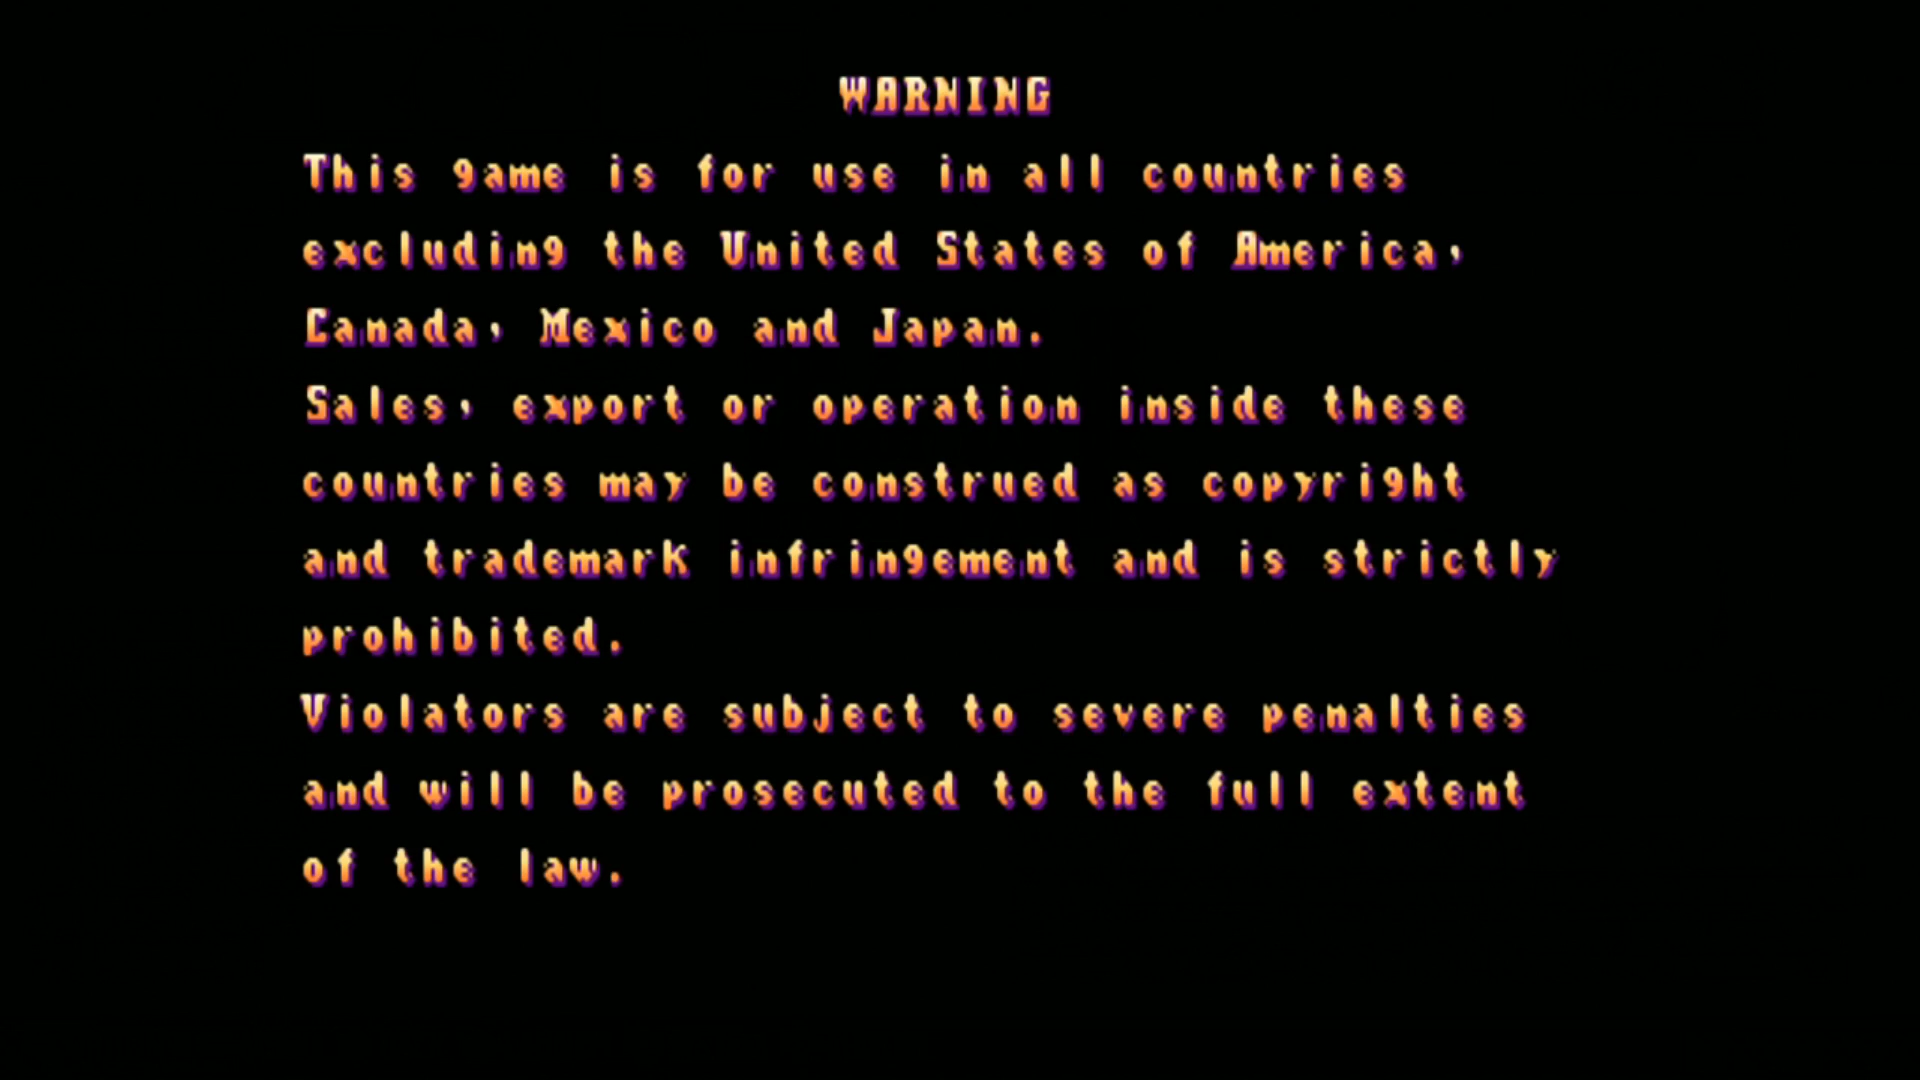 WARNING
This game is for use in all countries
excluding the United States of America,
Canada, Mexico and Japan.
Sales, export or operation inside these
countries may be construed as copyright
and trademark infringement and is strictly
prohibited.
Violators are subject to severe penalties
and will be prosecuted to the full extent
of the law.